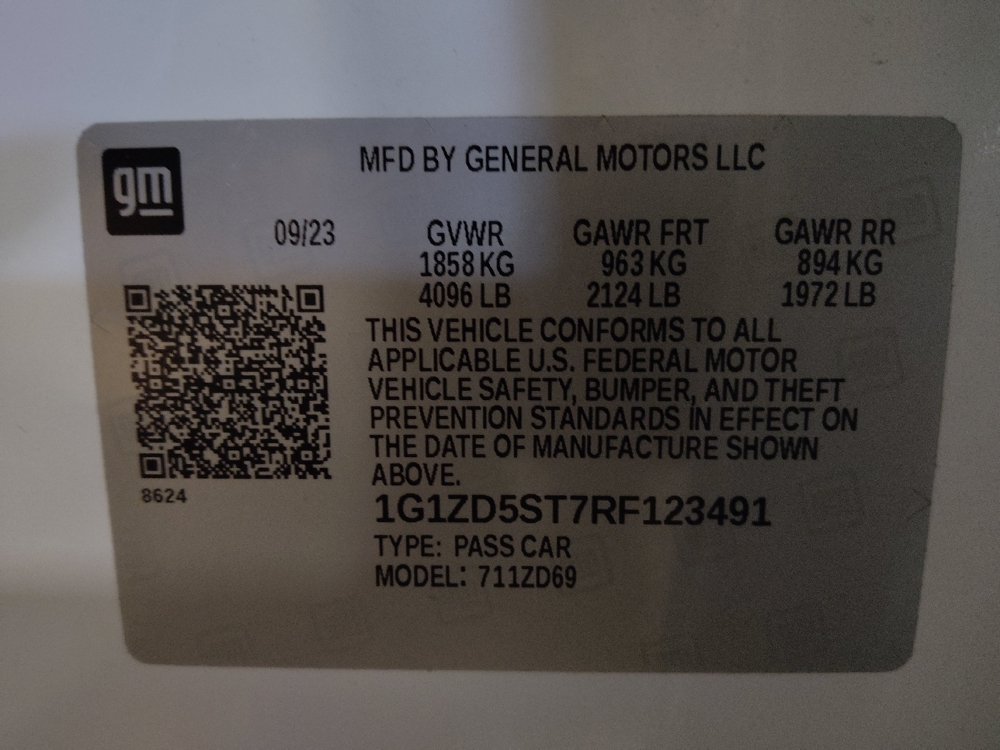 gm
MFD BY GENERAL MOTORS LLC
09/23
GVWR GAWR FRT GAWR RR
1858 KG 963 KG 894 KG
4096 LB 2124 LB 1972 LB
THIS VEHICLE CONFORMS TO ALL
APPLICABLE U.S. FEDERAL MOTOR
VEHICLE SAFETY, BUMPER, AND THEFT
PREVENTION STANDARDS IN EFFECT ON
THE DATE OF MANUFACTURE SHOWN
ABOVE.
8624
1G1ZD5ST7RF123491
TYPE: PASS CAR
MODEL: 711ZD69